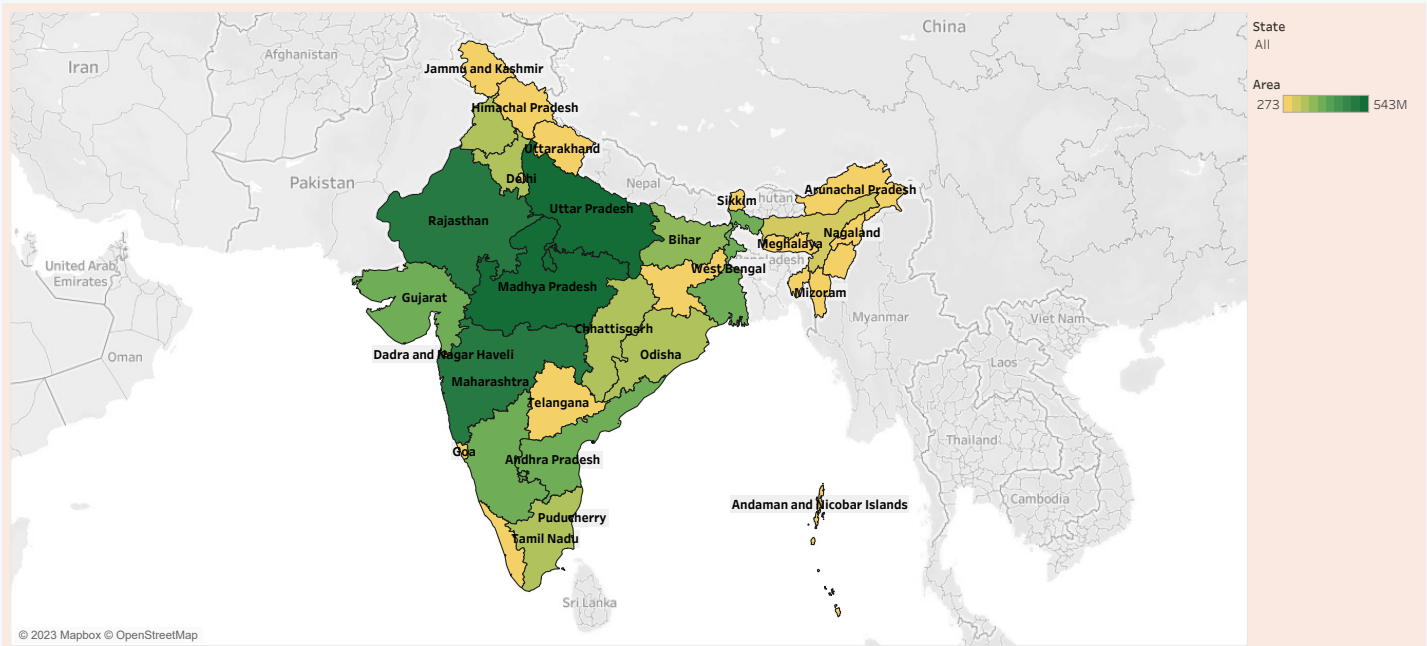 China
State
All
Afghanistan
Iran
Jammu and Kashmir
Area
273
543M
Himachal Pradesh
Uttarakhand
Pakistan
Delhi
Nepal
Arunachal Pradesh
Sikkim
hutan
Uttar Pradesh
Rajasthan
Nagaland
Bihar
Meghalaya
United Arab
Emirates
West Bengal
Madhya Pradesh
Mizoram
Gujarat
Myanmar
Viet Nam
Chhattisgarh
Oman
Dadra and Nagar Haveli
Odisha
Laos
Maharashtra
Telangana
Thailand
Goa
Andhra Pradesh
Cambodia
Andaman and Nicobar Islands
Puducherry
Tamil Nadu
Sri Lanka
© 2023 Mapbox © OpenStreetMap